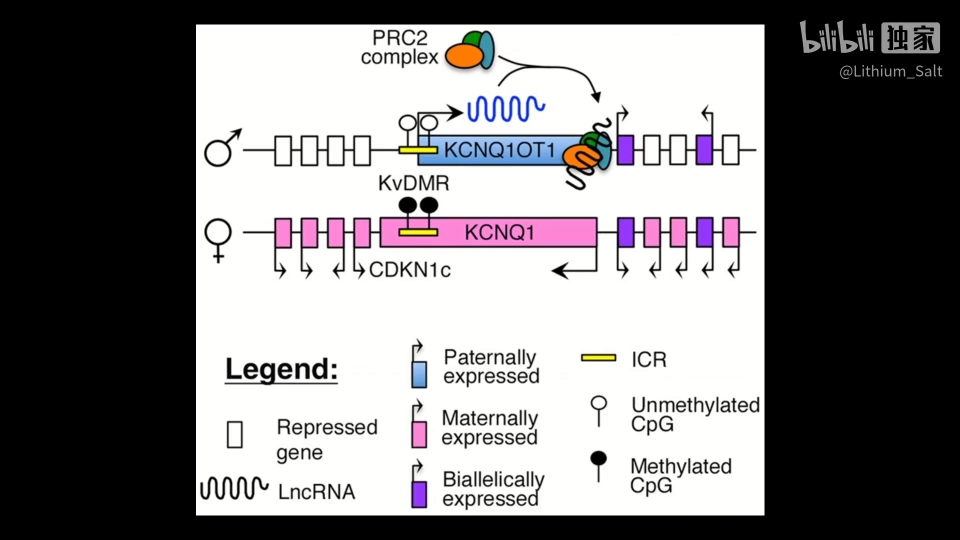 PRC2
complex
bilibili 独家
@Lithium_Salt
KCNQ1OT1
KvDMR
KCNQ1
CDKN1c
Legend:
Repressed
gene
LncRNA
Paternally
expressed
Maternally
expressed
Biallelically
expressed
ICR
Unmethylated
CpG
Methylated
CpG